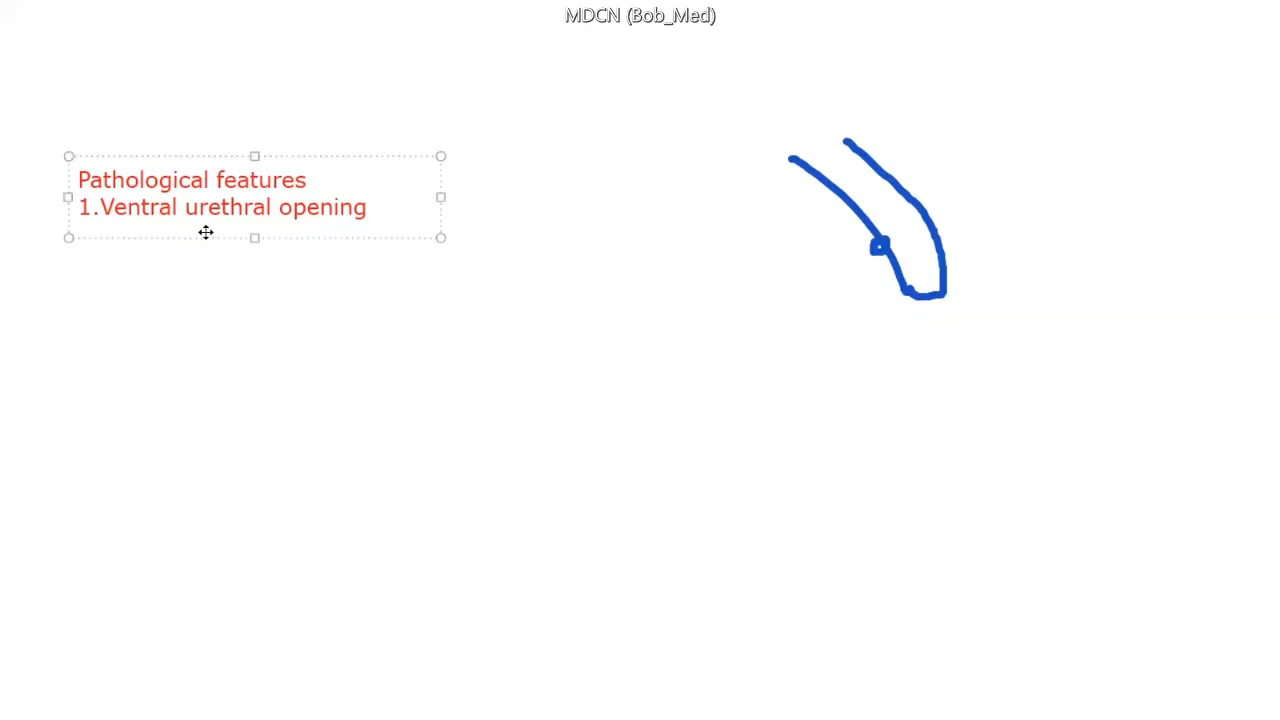 MDCN (Bob_Med)
Pathological features
1.Ventral urethral opening